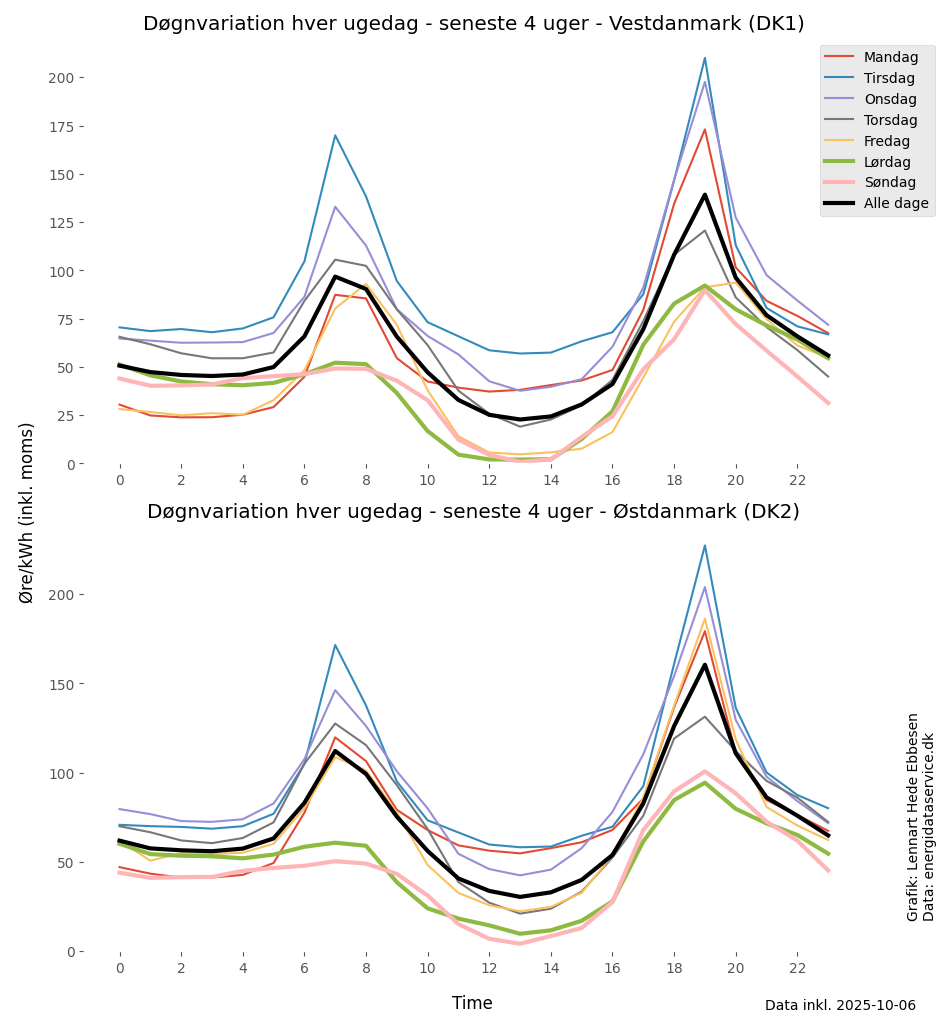 Døgnvariation hver ugedag - seneste 4 uger - Vestdanmark (DK1)
Mandag
Tirsdag
Onsdag
Torsdag
Fredag
Lørdag
Søndag
Alle dage
200
175
150
125
100
75
50
25
0
0 2 4 6 8 10 12 14 16 18 20 22
Øre/kWh (inkl. moms)
Døgnvariation hver ugedag - seneste 4 uger - Østdanmark (DK2)
200
150
100
50
0
0 2 4 6 8 10 12 14 16 18 20 22
Time
Grafik: Lennart Hede Ebbesen
Data: energidataservice.dk
Data inkl. 2025-10-06